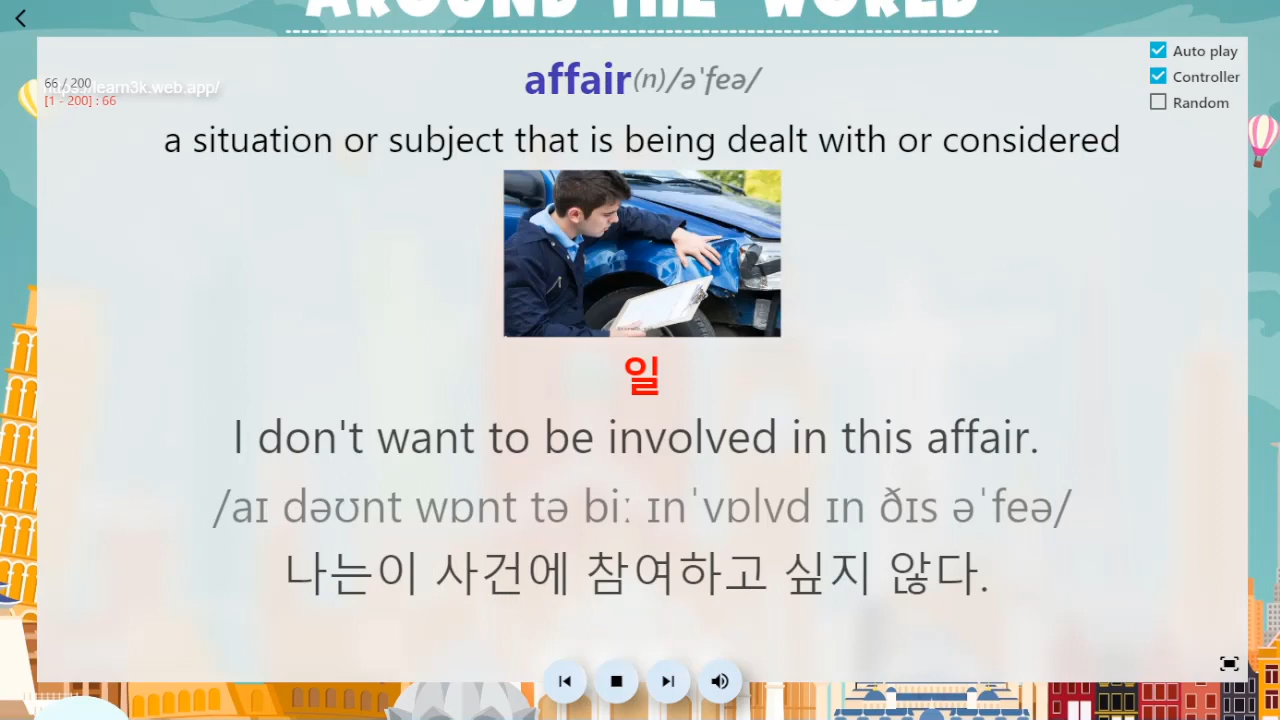 AROUND THE WORLD
66 / 200
https://learn3k.web.app/
[1 - 200] : 66
Auto play
Controller
Random
affair(n)/əˈfeə/
a situation or subject that is being dealt with or considered
일
I don't want to be involved in this affair.
/aɪ dəʊnt wɒnt tə biː ɪnˈvɒlvd ɪn ðɪs əˈfeə/
나는이 사건에 참여하고 싶지 않다.